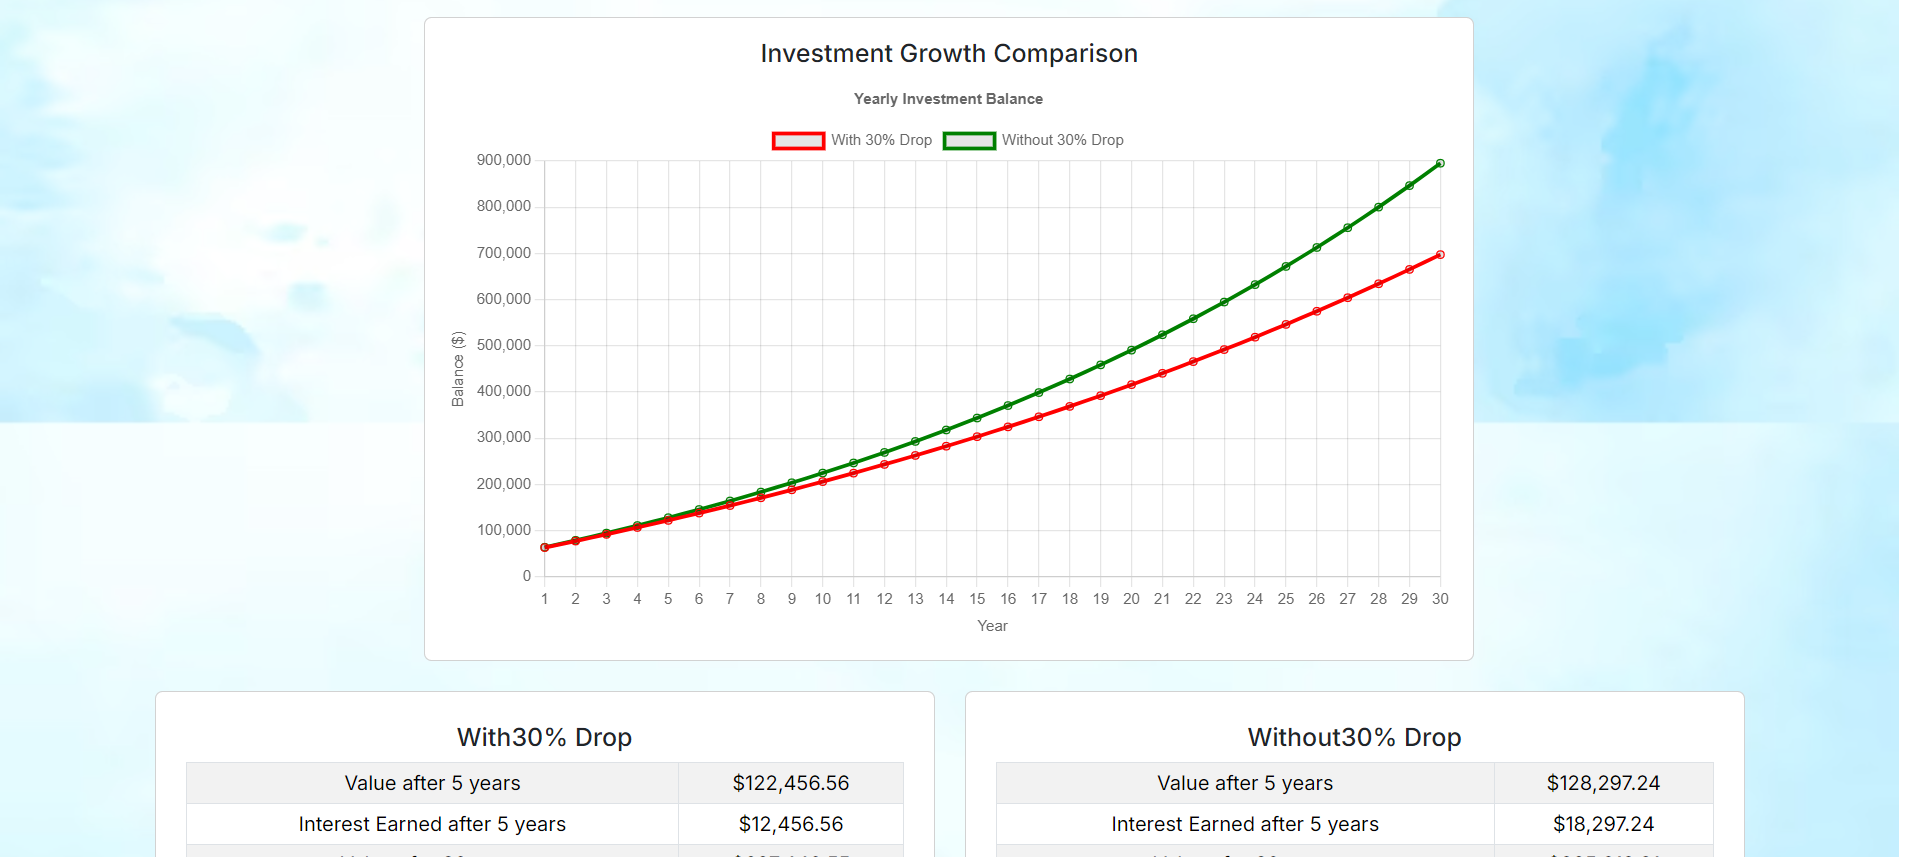 Investment Growth Comparison
Yearly Investment Balance
With 30% Drop Without 30% Drop
900,000
800,000
700,000
600,000
500,000
400,000
300,000
200,000
100,000
0
Balance ($)
1 2 3 4 5 6 7 8 9 10 11 12 13 14 15 16 17 18 19 20 21 22 23 24 25 26 27 28 29 30
Year
With30% Drop
Value after 5 years $122,456.56
Interest Earned after 5 years $12,456.56
Without30% Drop
Value after 5 years $128,297.24
Interest Earned after 5 years $18,297.24